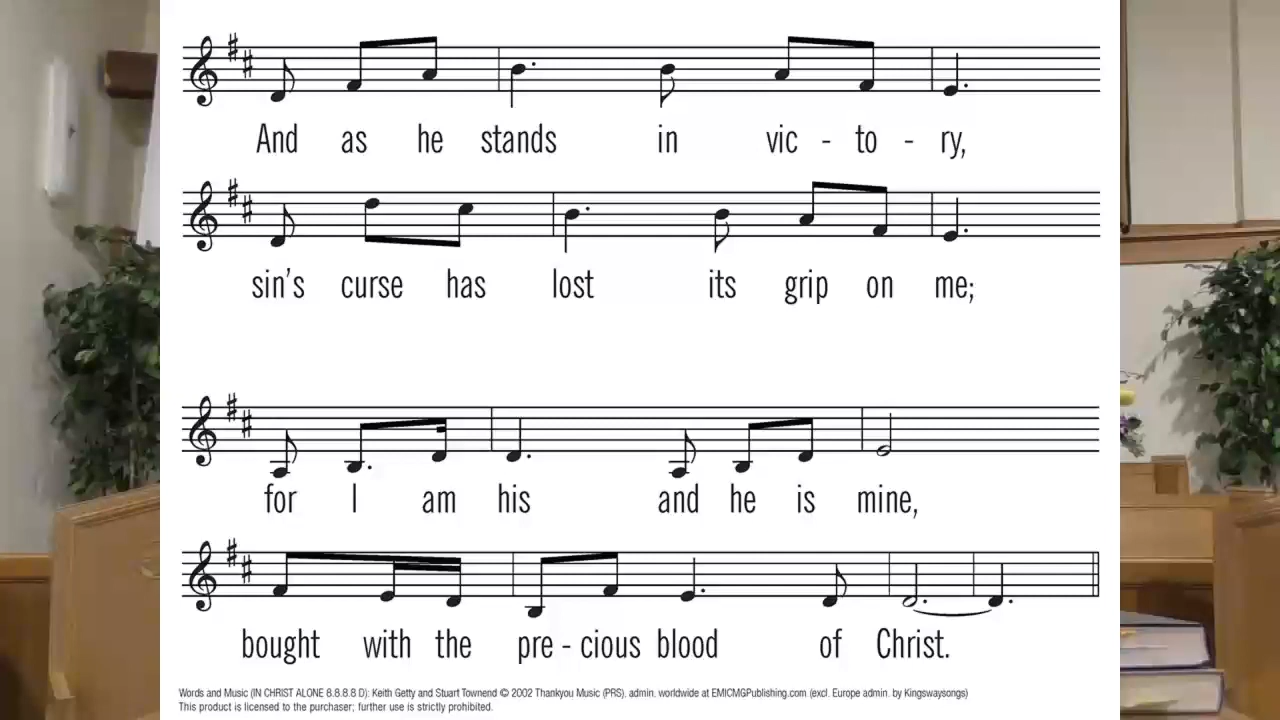 And as he stands in vic - to - ry,
sin's curse has lost its grip on me;
for I am his and he is mine,
bought with the pre - cious blood of Christ.
Words and Music (IN CHRIST ALONE 8.8.8.8 D): Keith Getty and Stuart Townend © 2002 Thankyou Music (PRS). admin. worldwide at EMICMGPublishing.com (excl. Europe admin. by Kingswaysongs)
This product is licensed to the purchaser; further use is strictly prohibited.